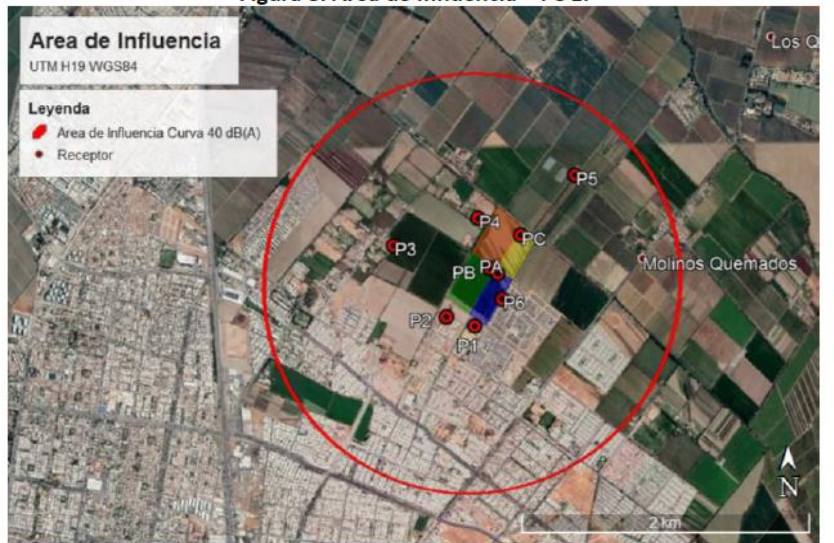 Area de Influencia
UTM H19 WGS84
Leyenda
Area de Influencia Curva 40 dB(A)
Receptor
Los Q
P5
P4
PC
P3
Molinos Quemados
PB
PA
P6
P2
P1
N
2 km